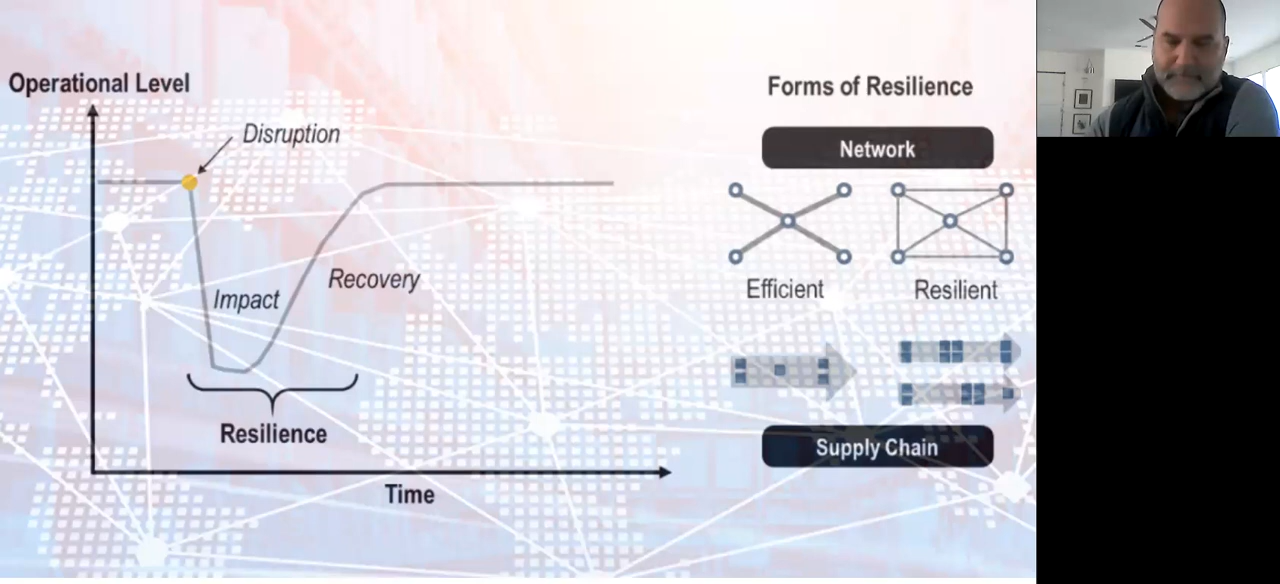 Operational Level
Disruption
Impact
Recovery
Resilience
Time
Forms of Resilience
Network
Efficient
Resilient
Supply Chain